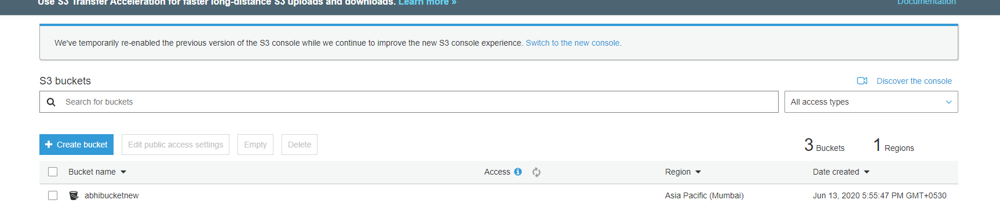 Use S3 Transfer Acceleration for faster long-distance S3 uploads and downloads. Learn more » Documentation
We've temporarily re-enabled the previous version of the S3 console while we continue to improve the new S3 console experience. Switch to the new console.
S3 buckets Discover the console
Search for buckets All access types
Create bucket Edit public access settings Empty Delete 3 Buckets 1 Regions
Bucket name Access Region Date created
abhibucketnew Asia Pacific (Mumbai) Jun 13, 2020 5:55:47 PM GMT+0530